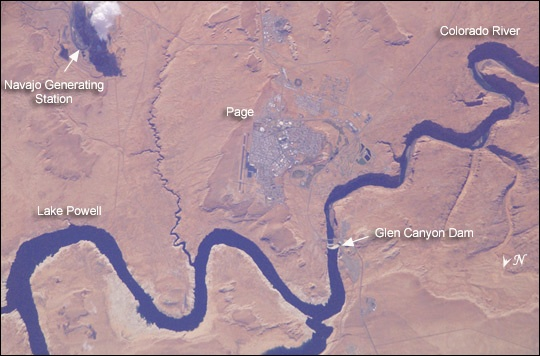 Colorado River
Navajo Generating
Station
Page
Lake Powell
Glen Canyon Dam
N